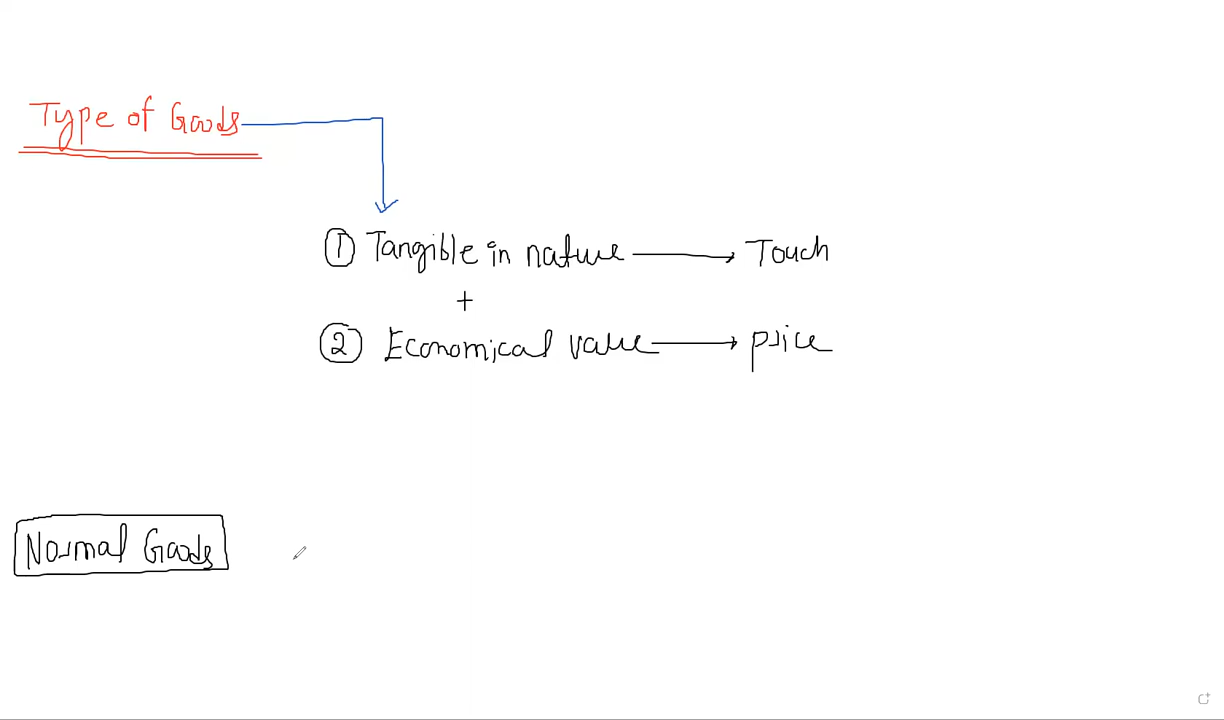 Type of Goods
① Tangible in nature → Touch
+
② Economical value → price
Normal Goods